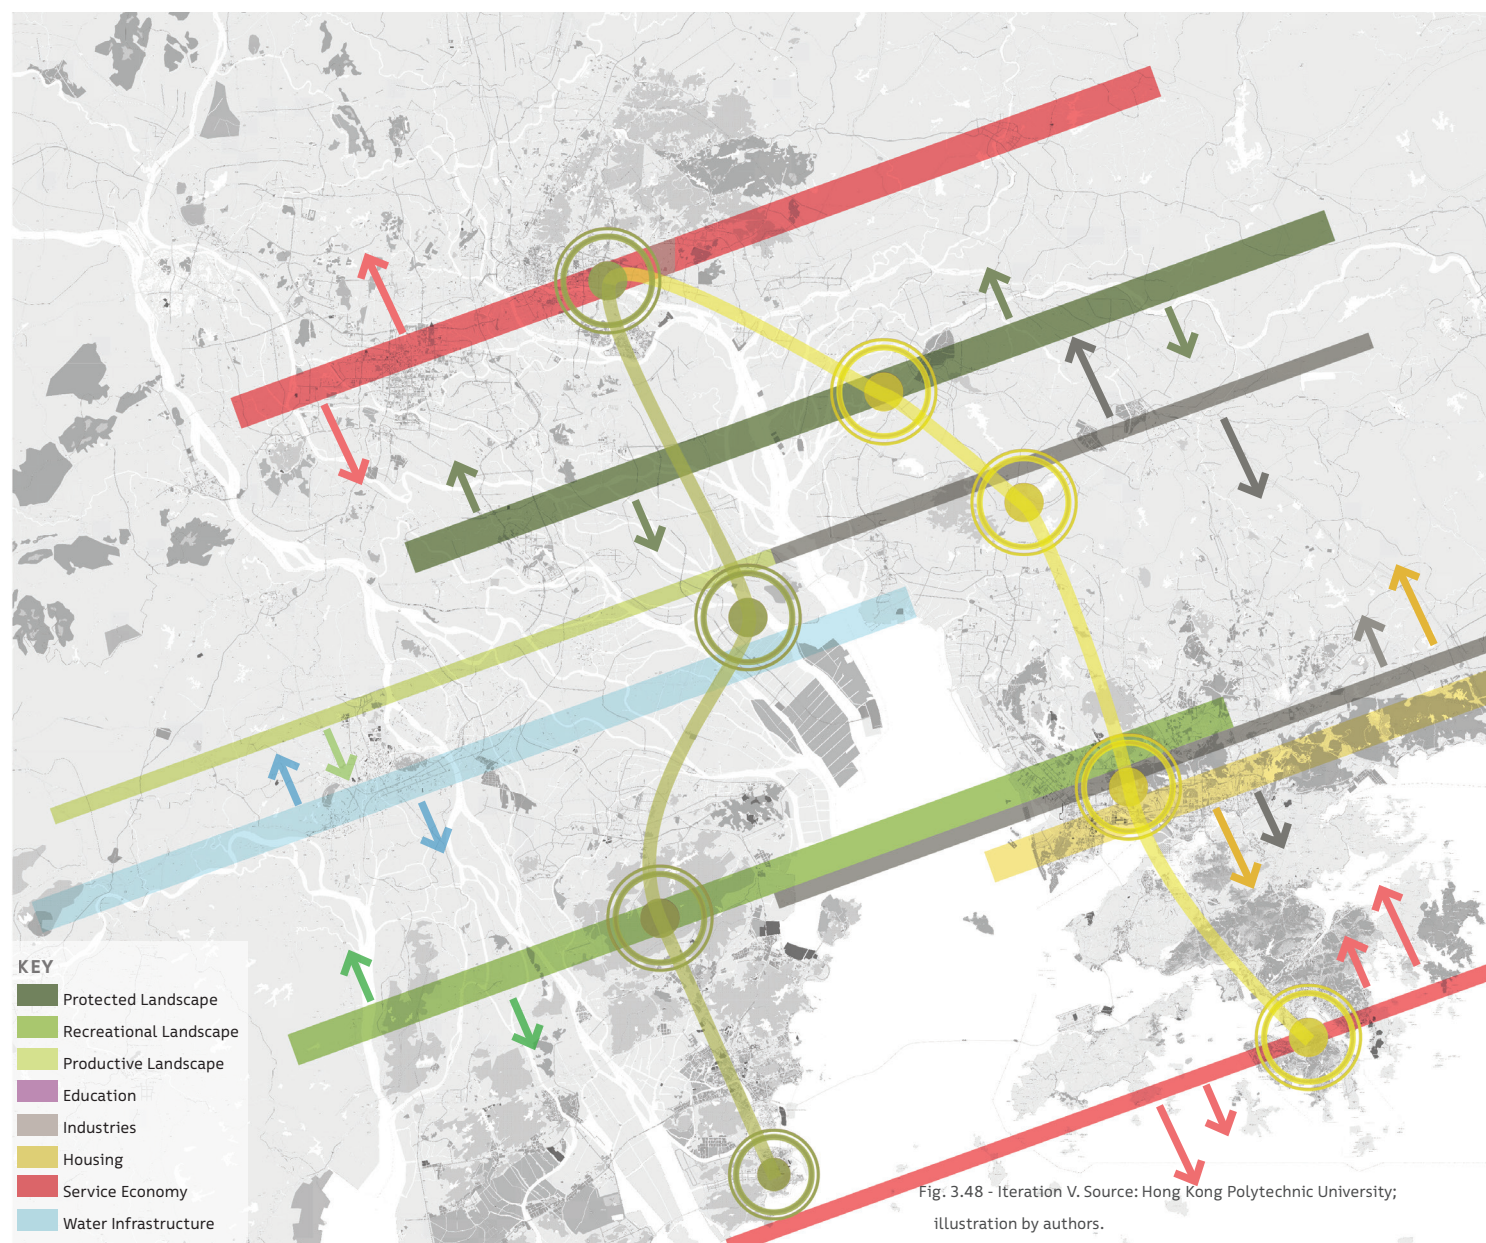 KEY
Protected Landscape
Recreational Landscape
Productive Landscape
Education
Industries
Housing
Service Economy
Water Infrastructure
Fig. 3.48 - Iteration V. Source: Hong Kong Polytechnic University;
illustration by authors.